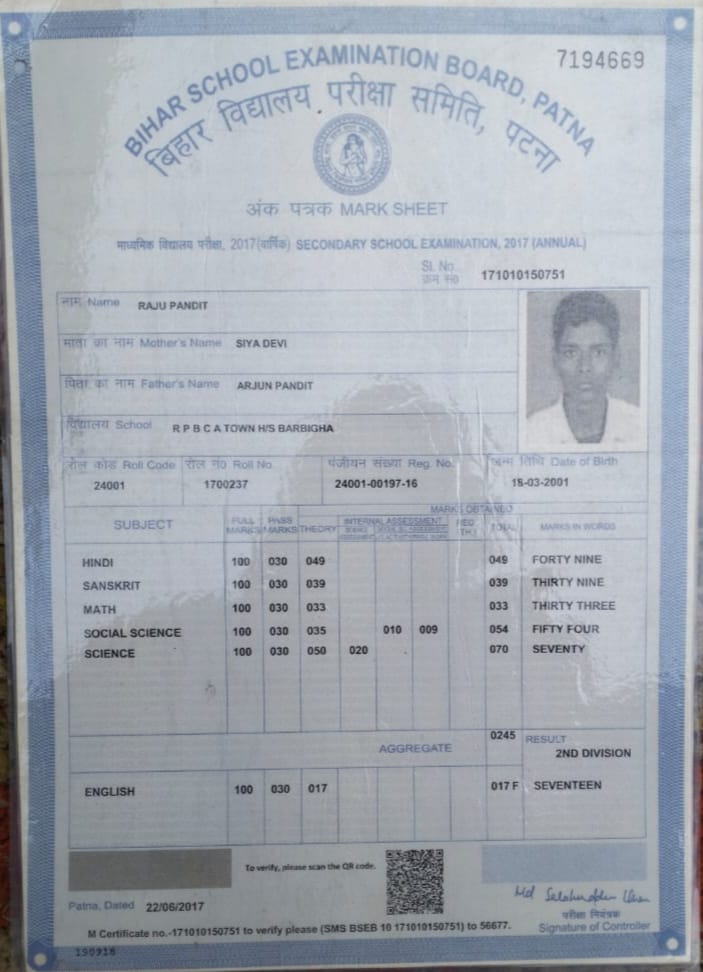 7194669
BIHAR SCHOOL EXAMINATION BOARD, PATNA
बिहार विद्यालय परीक्षा समिति, पटना
अंक पत्रक MARK SHEET
माध्यमिक विद्यालय परीक्षा, 2017 (वार्षिक) SECONDARY SCHOOL EXAMINATION, 2017 (ANNUAL)
Sl. No.
क्रम सं० 171010150751
नाम Name RAJU PANDIT
माता का नाम Mother's Name SIYA DEVI
पिता का नाम Father's Name ARJUN PANDIT
विद्यालय School R P B C A TOWN H/S BARBIGHA
रोल कोड Roll Code रोल नं० Roll No. पंजीयन संख्या Reg. No. जन्म तिथि Date of Birth
24001 1700237 24001-00197-16 18-03-2001
MARKS OBTAINED
SUBJECT FULL MARKS PASS MARKS THEORY INTERNAL ASSESSMENT TOTAL MARKS IN WORDS
HINDI 100 030 049 049 FORTY NINE
SANSKRIT 100 030 039 039 THIRTY NINE
MATH 100 030 033 033 THIRTY THREE
SOCIAL SCIENCE 100 030 035 010 009 054 FIFTY FOUR
SCIENCE 100 030 050 020 070 SEVENTY
AGGREGATE 0245 RESULT
2ND DIVISION
ENGLISH 100 030 017 017 F SEVENTEEN
To verify, please scan the QR code.
Patna, Dated 22/06/2017
परीक्षा नियंत्रक
Signature of Controller
M Certificate no.-171010150751 to verify please (SMS BSEB 10 171010150751) to 56677.
190918